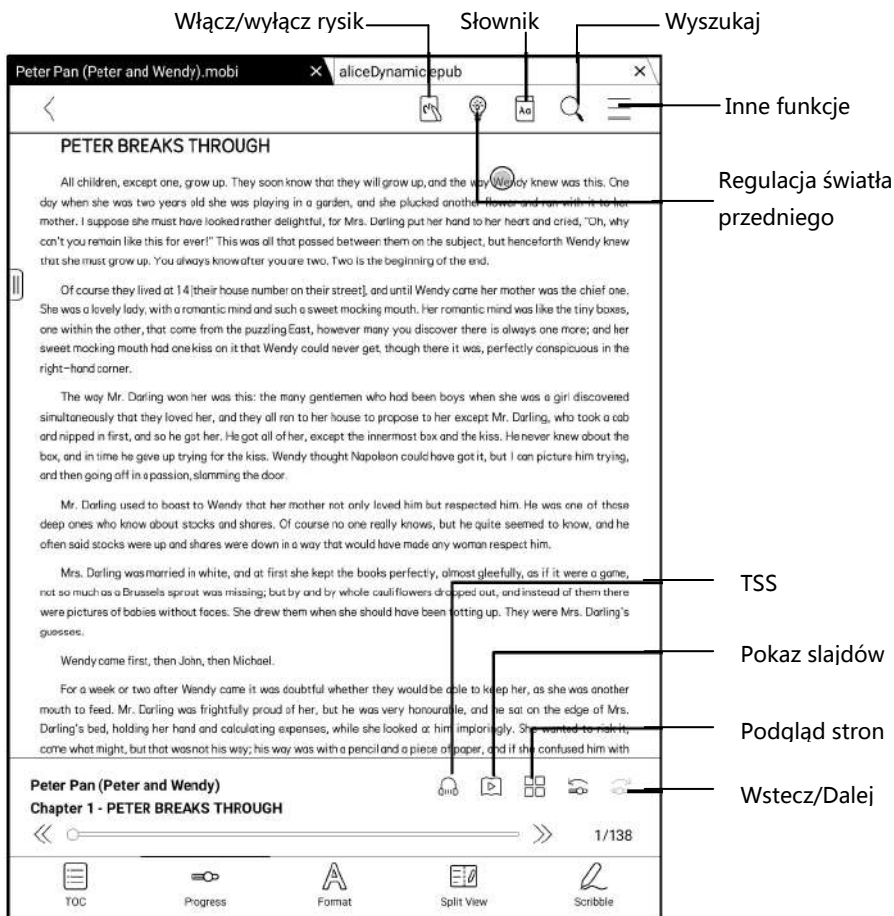 Włącz/wyłącz rysik Słownik Wyszukaj
Peter Pan (Peter and Wendy).mobi × aliceDynamic epub ×
Aa
Inne funkcje
PETER BREAKS THROUGH
All children, except one, grow up. They soon know that they will grow up, and the way Wendy knew was this. One
day when she was two years old she was playing in a garden, and she plucked another flower and ran with it to her
mother. I suppose she must have looked rather delightful, for Mrs. Darling put her hand to her heart and cried, "Oh, why
can't you remain like this for ever!" This was all that passed between them on the subject, but henceforth Wendy knew
that she must grow up. You always know after you are two. Two is the beginning of the end.
Regulacja światła
przedniego
Of course they lived at 14 [their house number on their street], and until Wendy came her mother was the chief one.
She was a lovely lady, with a romantic mind and such a sweet mocking mouth. Her romantic mind was like the tiny boxes,
one within the other, that come from the puzzling East, however many you discover there is always one more; and her
sweet mocking mouth had one kiss on it that Wendy could never get, though there it was, perfectly conspicuous in the
right-hand corner.
The way Mr. Darling won her was this: the many gentlemen who had been boys when she was a girl discovered
simultaneously that they loved her, and they all ran to her house to propose to her except Mr. Darling, who took a cab
and nipped in first, and so he got her. He got all of her, except the innermost box and the kiss. He never knew about the
box, and in time he gave up trying for the kiss. Wendy thought Napoleon could have got it, but I can picture him trying,
and then going off in a passion, slamming the door.
Mr. Darling used to boast to Wendy that her mother not only loved him but respected him. He was one of those
deep ones who know about stocks and shares. Of course no one really knows, but he quite seemed to know, and he
often said stocks were up and shares were down in a way that would have made any woman respect him.
Mrs. Darling was married in white, and at first she kept the books perfectly, almost gleefully, as if it were a game,
not so much as a Brussels sprout was missing; but by and by whole cauliflowers dropped out, and instead of them there
were pictures of babies without faces. She drew them when she should have been totting up. They were Mrs. Darling's
guesses.
TSS
Wendy came first, then John, then Michael.
Pokaz slajdów
For a week or two after Wendy came it was doubtful whether they would be able to keep her, as she was another
mouth to feed. Mr. Darling was frightfully proud of her, but he was very honourable, and he sat on the edge of Mrs.
Darling's bed, holding her hand and calculating expenses, while she looked at him imploringly. She wanted to risk it,
come what might, but that was not his way; his way was with a pencil and a piece of paper, and if she confused him with
Podgląd stron
Peter Pan (Peter and Wendy)
Chapter 1 - PETER BREAKS THROUGH
Wstecz/Dalej
1/138
TOC Progress Format Split View Scribble